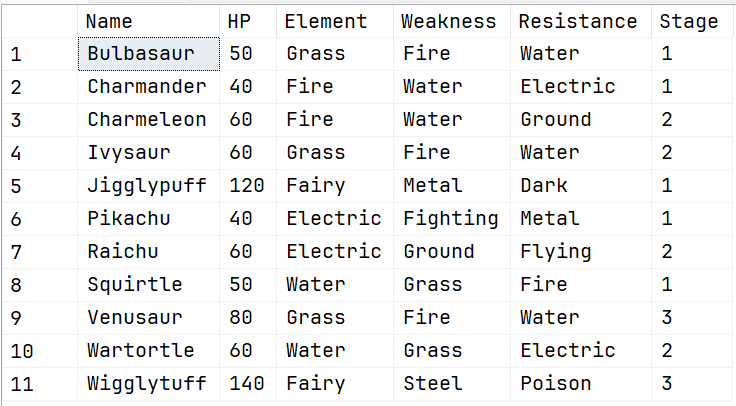 Name HP Element Weakness Resistance Stage
1 Bulbasaur 50 Grass Fire Water 1
2 Charmander 40 Fire Water Electric 1
3 Charmeleon 60 Fire Water Ground 2
4 Ivysaur 60 Grass Fire Water 2
5 Jigglypuff 120 Fairy Metal Dark 1
6 Pikachu 40 Electric Fighting Metal 1
7 Raichu 60 Electric Ground Flying 2
8 Squirtle 50 Water Grass Fire 1
9 Venusaur 80 Grass Fire Water 3
10 Wartortle 60 Water Grass Electric 2
11 Wigglytuff 140 Fairy Steel Poison 3